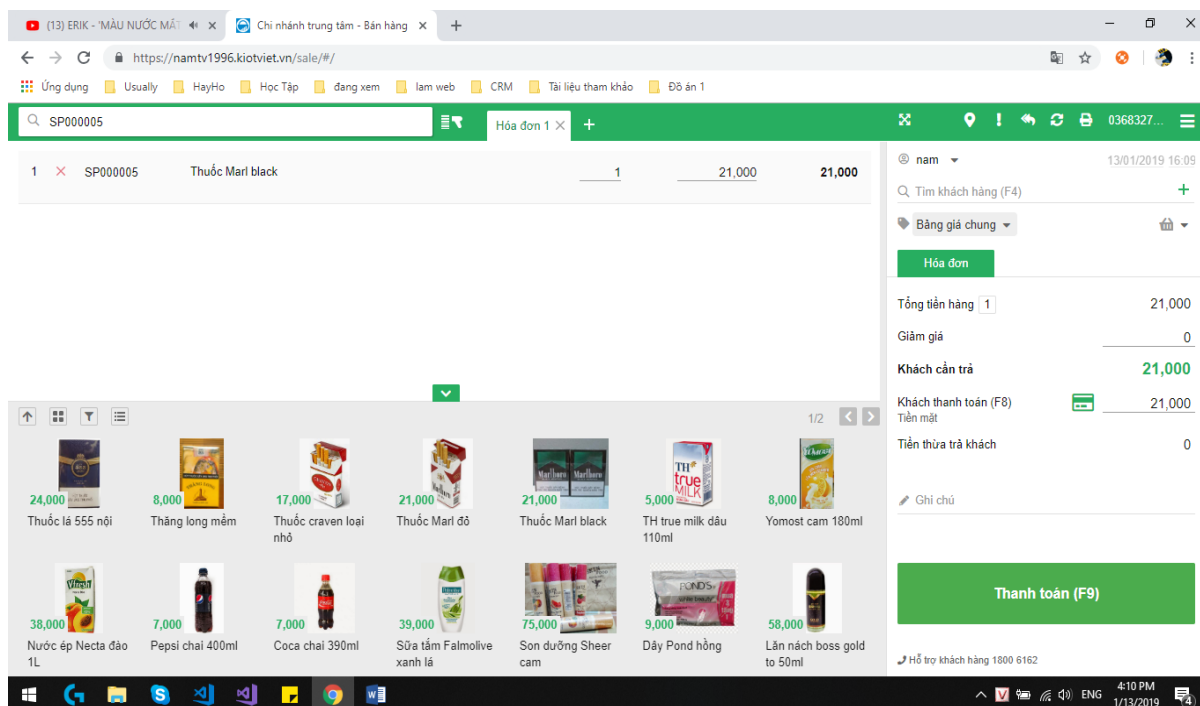 (13) ERIK - 'MÀU NƯỚC MẮT
Chi nhánh trung tâm - Bán hàng
https://namtv1996.kiotviet.vn/sale/#/
Ứng dụng Usually HayHo Học Tập đang xem lam web CRM Tài liệu tham khảo Đồ án 1
SP000005
Hóa đơn 1
0368327...
1 SP000005 Thuốc Marl black 1 21,000 21,000
nam 13/01/2019 16:09
Tìm khách hàng (F4)
Bảng giá chung
Hóa đơn
Tổng tiền hàng 1 21,000
Giảm giá 0
Khách cần trả 21,000
Khách thanh toán (F8) 21,000
Tiền mặt
Tiền thừa trả khách 0
Ghi chú
Thanh toán (F9)
Hỗ trợ khách hàng 1800 6162
1/2
24,000 8,000 17,000 21,000 21,000 5,000 8,000
Thuốc lá 555 nội
Thăng long mềm
Thuốc craven loại
nhỏ
Thuốc Marl đỏ
Thuốc Marl black
TH true milk dâu
110ml
Yomost cam 180ml
38,000 7,000 7,000 39,000 75,000 9,000 58,000
Nước ép Necta đào
1L
Pepsi chai 400ml
Coca chai 390ml
Sữa tắm Falmolive
xanh lá
Son dưỡng Sheer
cam
Dây Pond hồng
Lăn nách boss gold
to 50ml
Marlboro Marlboro
TH
true
MILK
POND'S
ENG
4:10 PM
1/13/2019
4